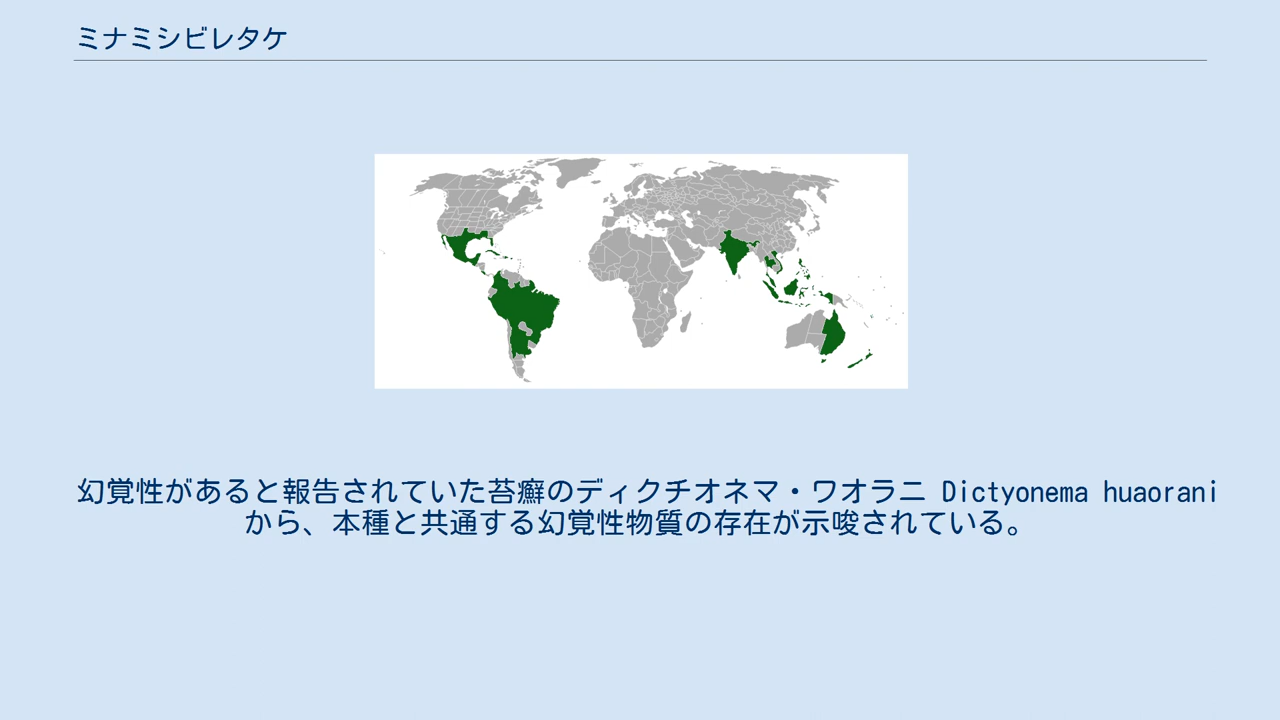 ミナミシビレタケ
幻覚性があると報告されていた苔癬のディクチオネマ・ワオラニ Dictyonema huaorani
から、本種と共通する幻覚性物質の存在が示唆されている。